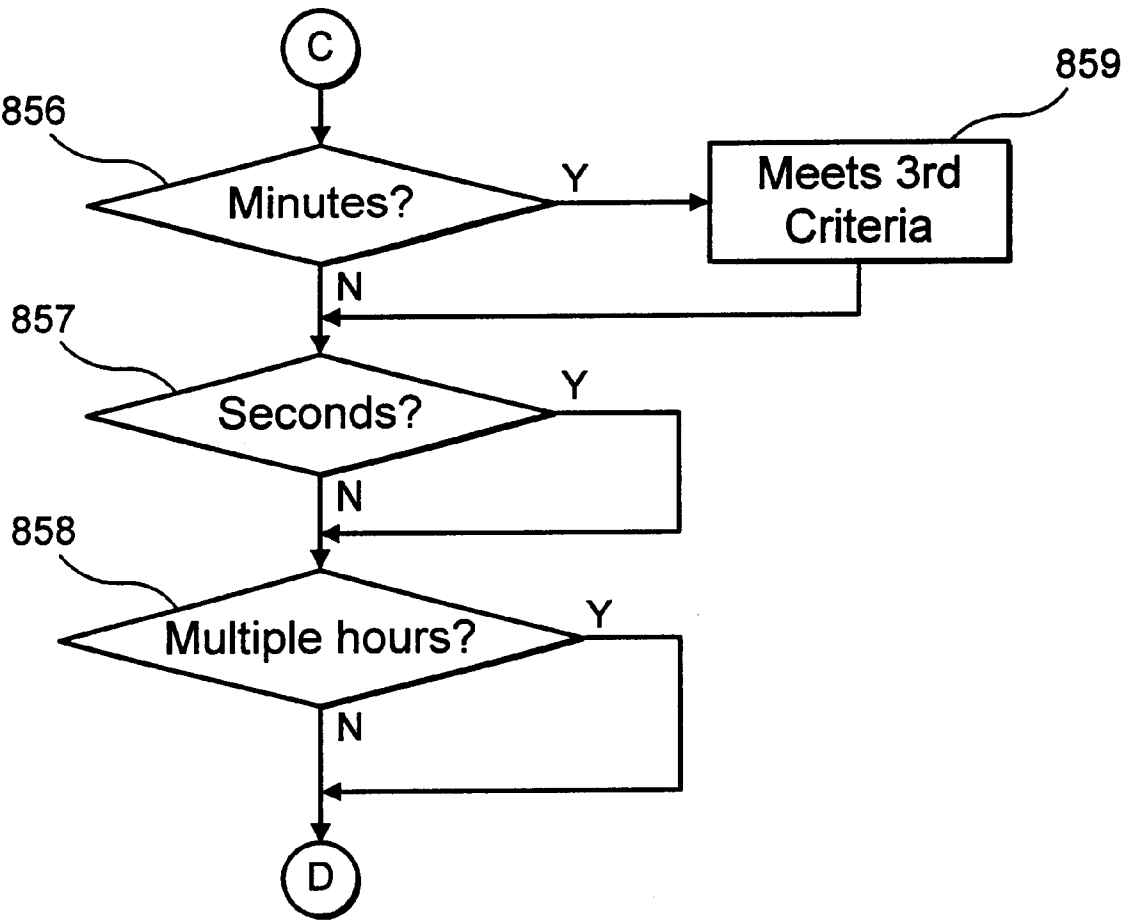 C
859
856
Minutes?
Y
Meets 3rd
Criteria
N
857
Seconds?
Y
N
858
Multiple hours?
Y
N
D